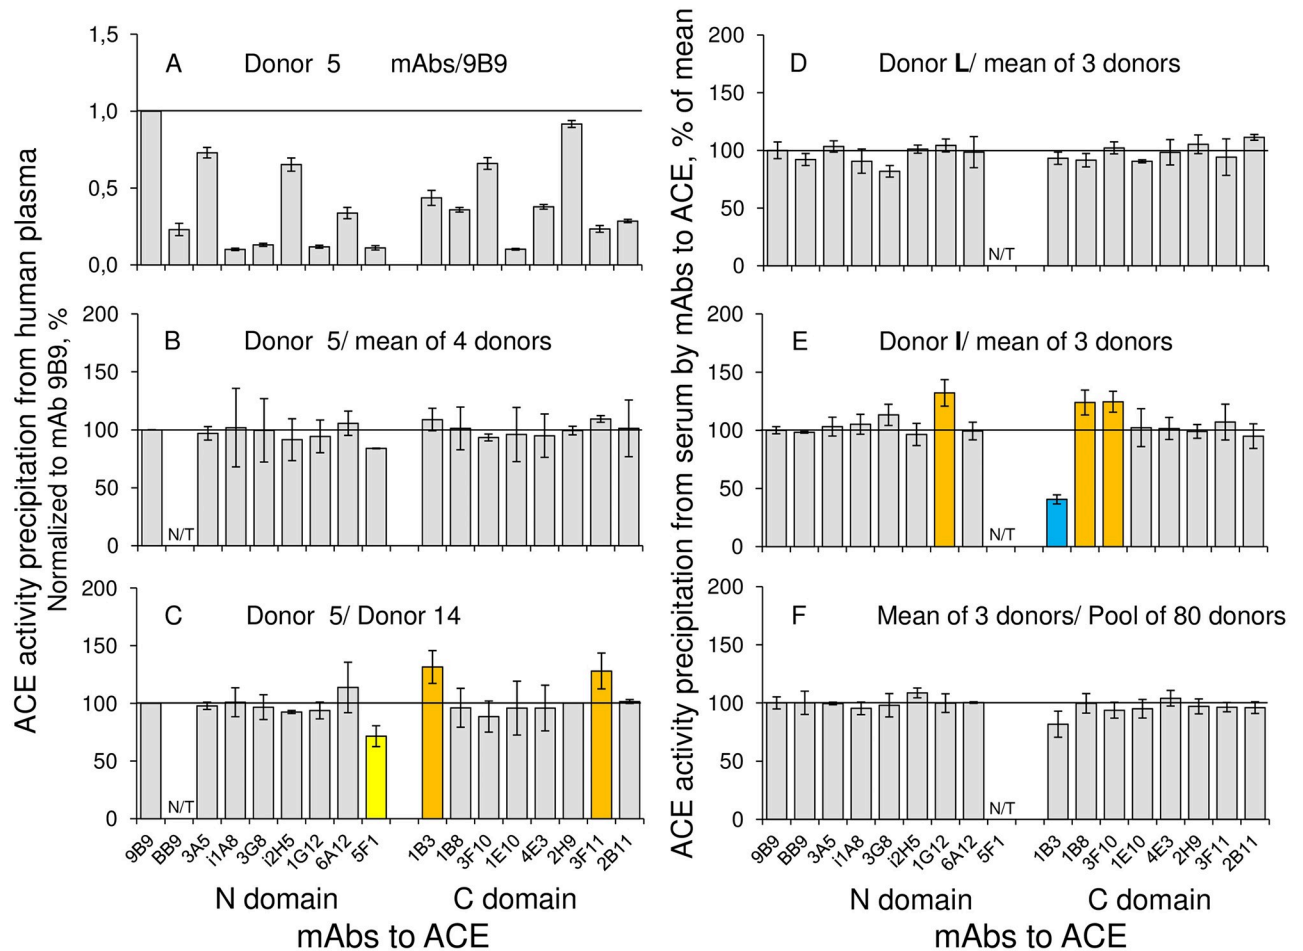 ACE activity precipitation from human plasma
Normalized to mAb 9B9, %
1,5
1,0
0,5
0,0
A Donor 5 mAbs/9B9
200
150
100
50
0
B Donor 5/ mean of 4 donors
N/T
200
150
100
50
0
C Donor 5/ Donor 14
N/T
9B9 BB9 3A5 i1A8 3G8 i2H5 1G12 6A12 5F1 1B3 1B8 3F10 1E10 4E3 2H9 3F11 2B11
N domain C domain
mAbs to ACE
ACE activity precipitation from serum by mAbs to ACE, % of mean
200
150
100
50
0
D Donor L/ mean of 3 donors
N/T
200
150
100
50
0
E Donor I/ mean of 3 donors
N/T
200
150
100
50
0
F Mean of 3 donors/ Pool of 80 donors
N/T
9B9 BB9 3A5 i1A8 3G8 i2H5 1G12 6A12 5F1 1B3 1B8 3F10 1E10 4E3 2H9 3F11 2B11
N domain C domain
mAbs to ACE